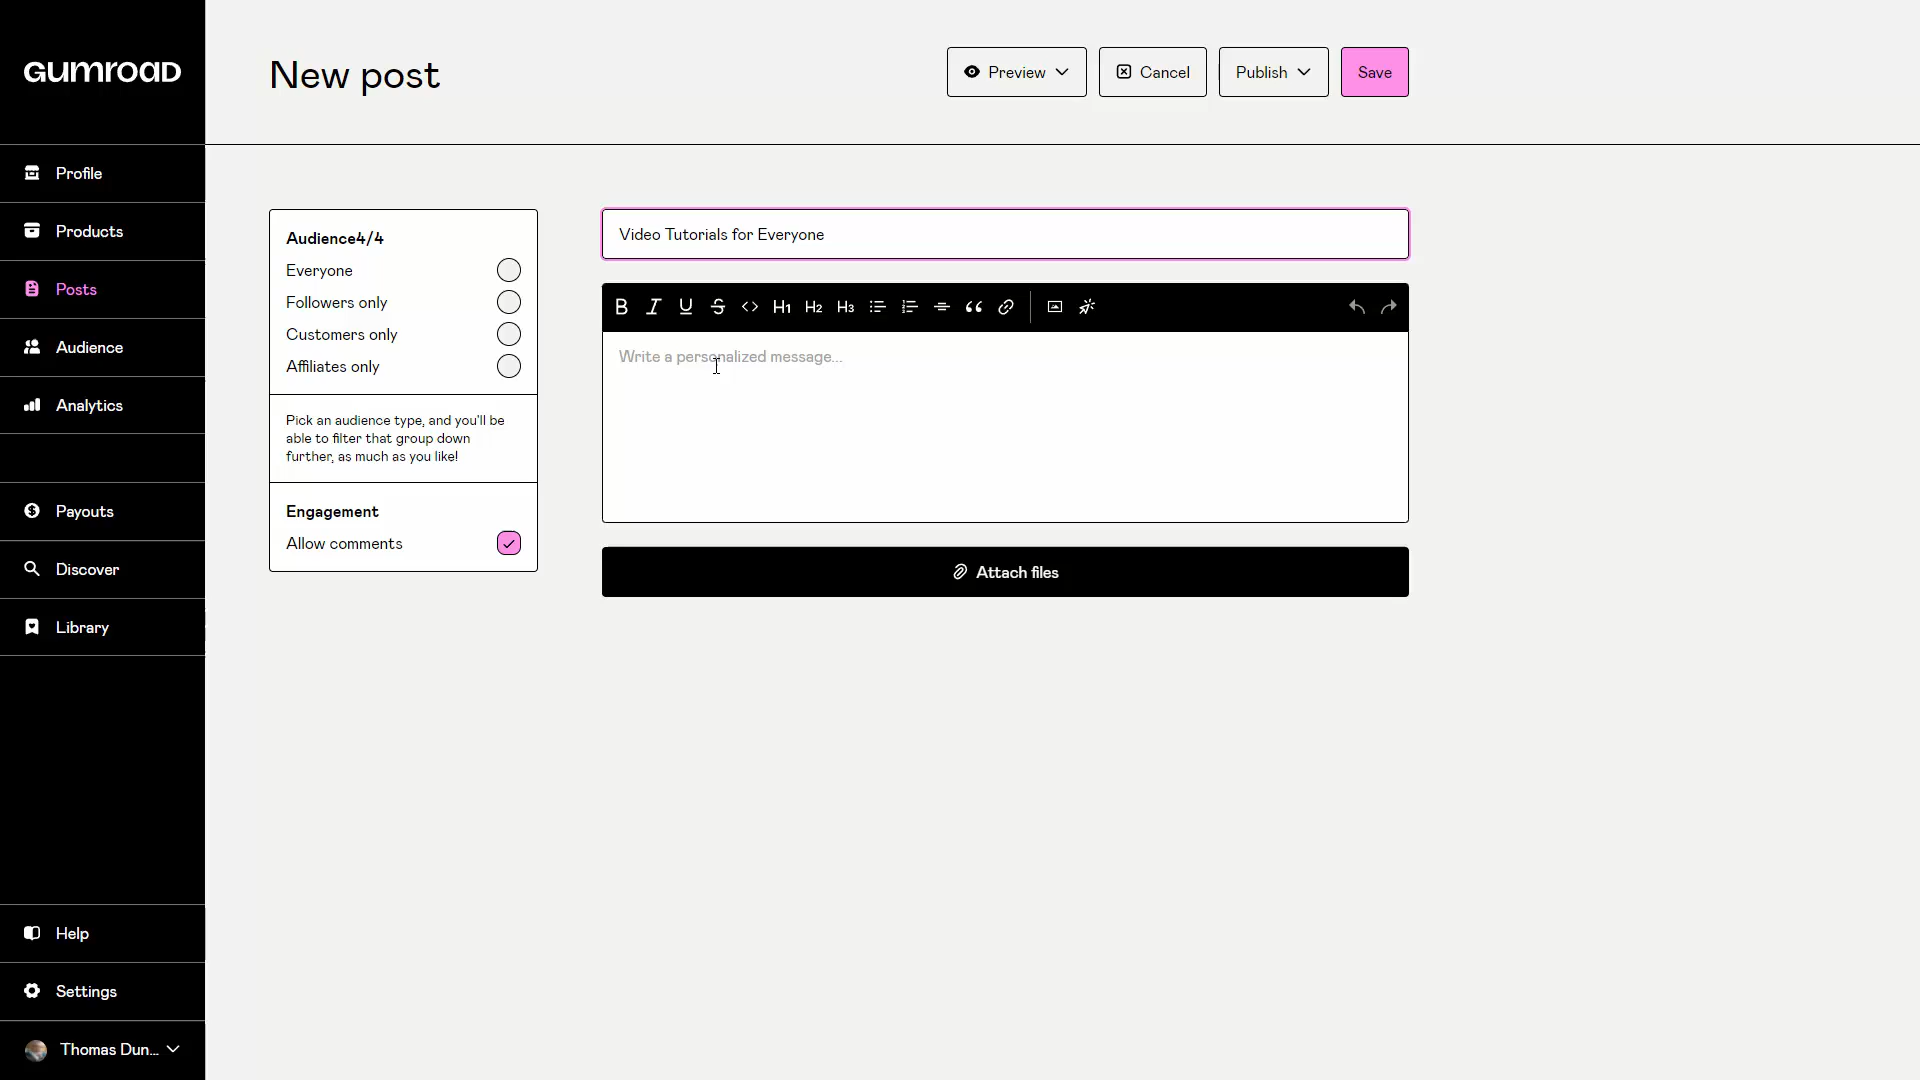 GUMROAD
New post
Preview
Cancel
Publish
Save
Profile
Products
Posts
Audience
Analytics
Payouts
Discover
Library
Help
Settings
Thomas Dun...
Audience4/4
Everyone
Followers only
Customers only
Affiliates only
Pick an audience type, and you'll be
able to filter that group down
further, as much as you like!
Engagement
Allow comments
Video Tutorials for Everyone
B I U S <> H1 H2 H3
Write a personalized message...
Attach files